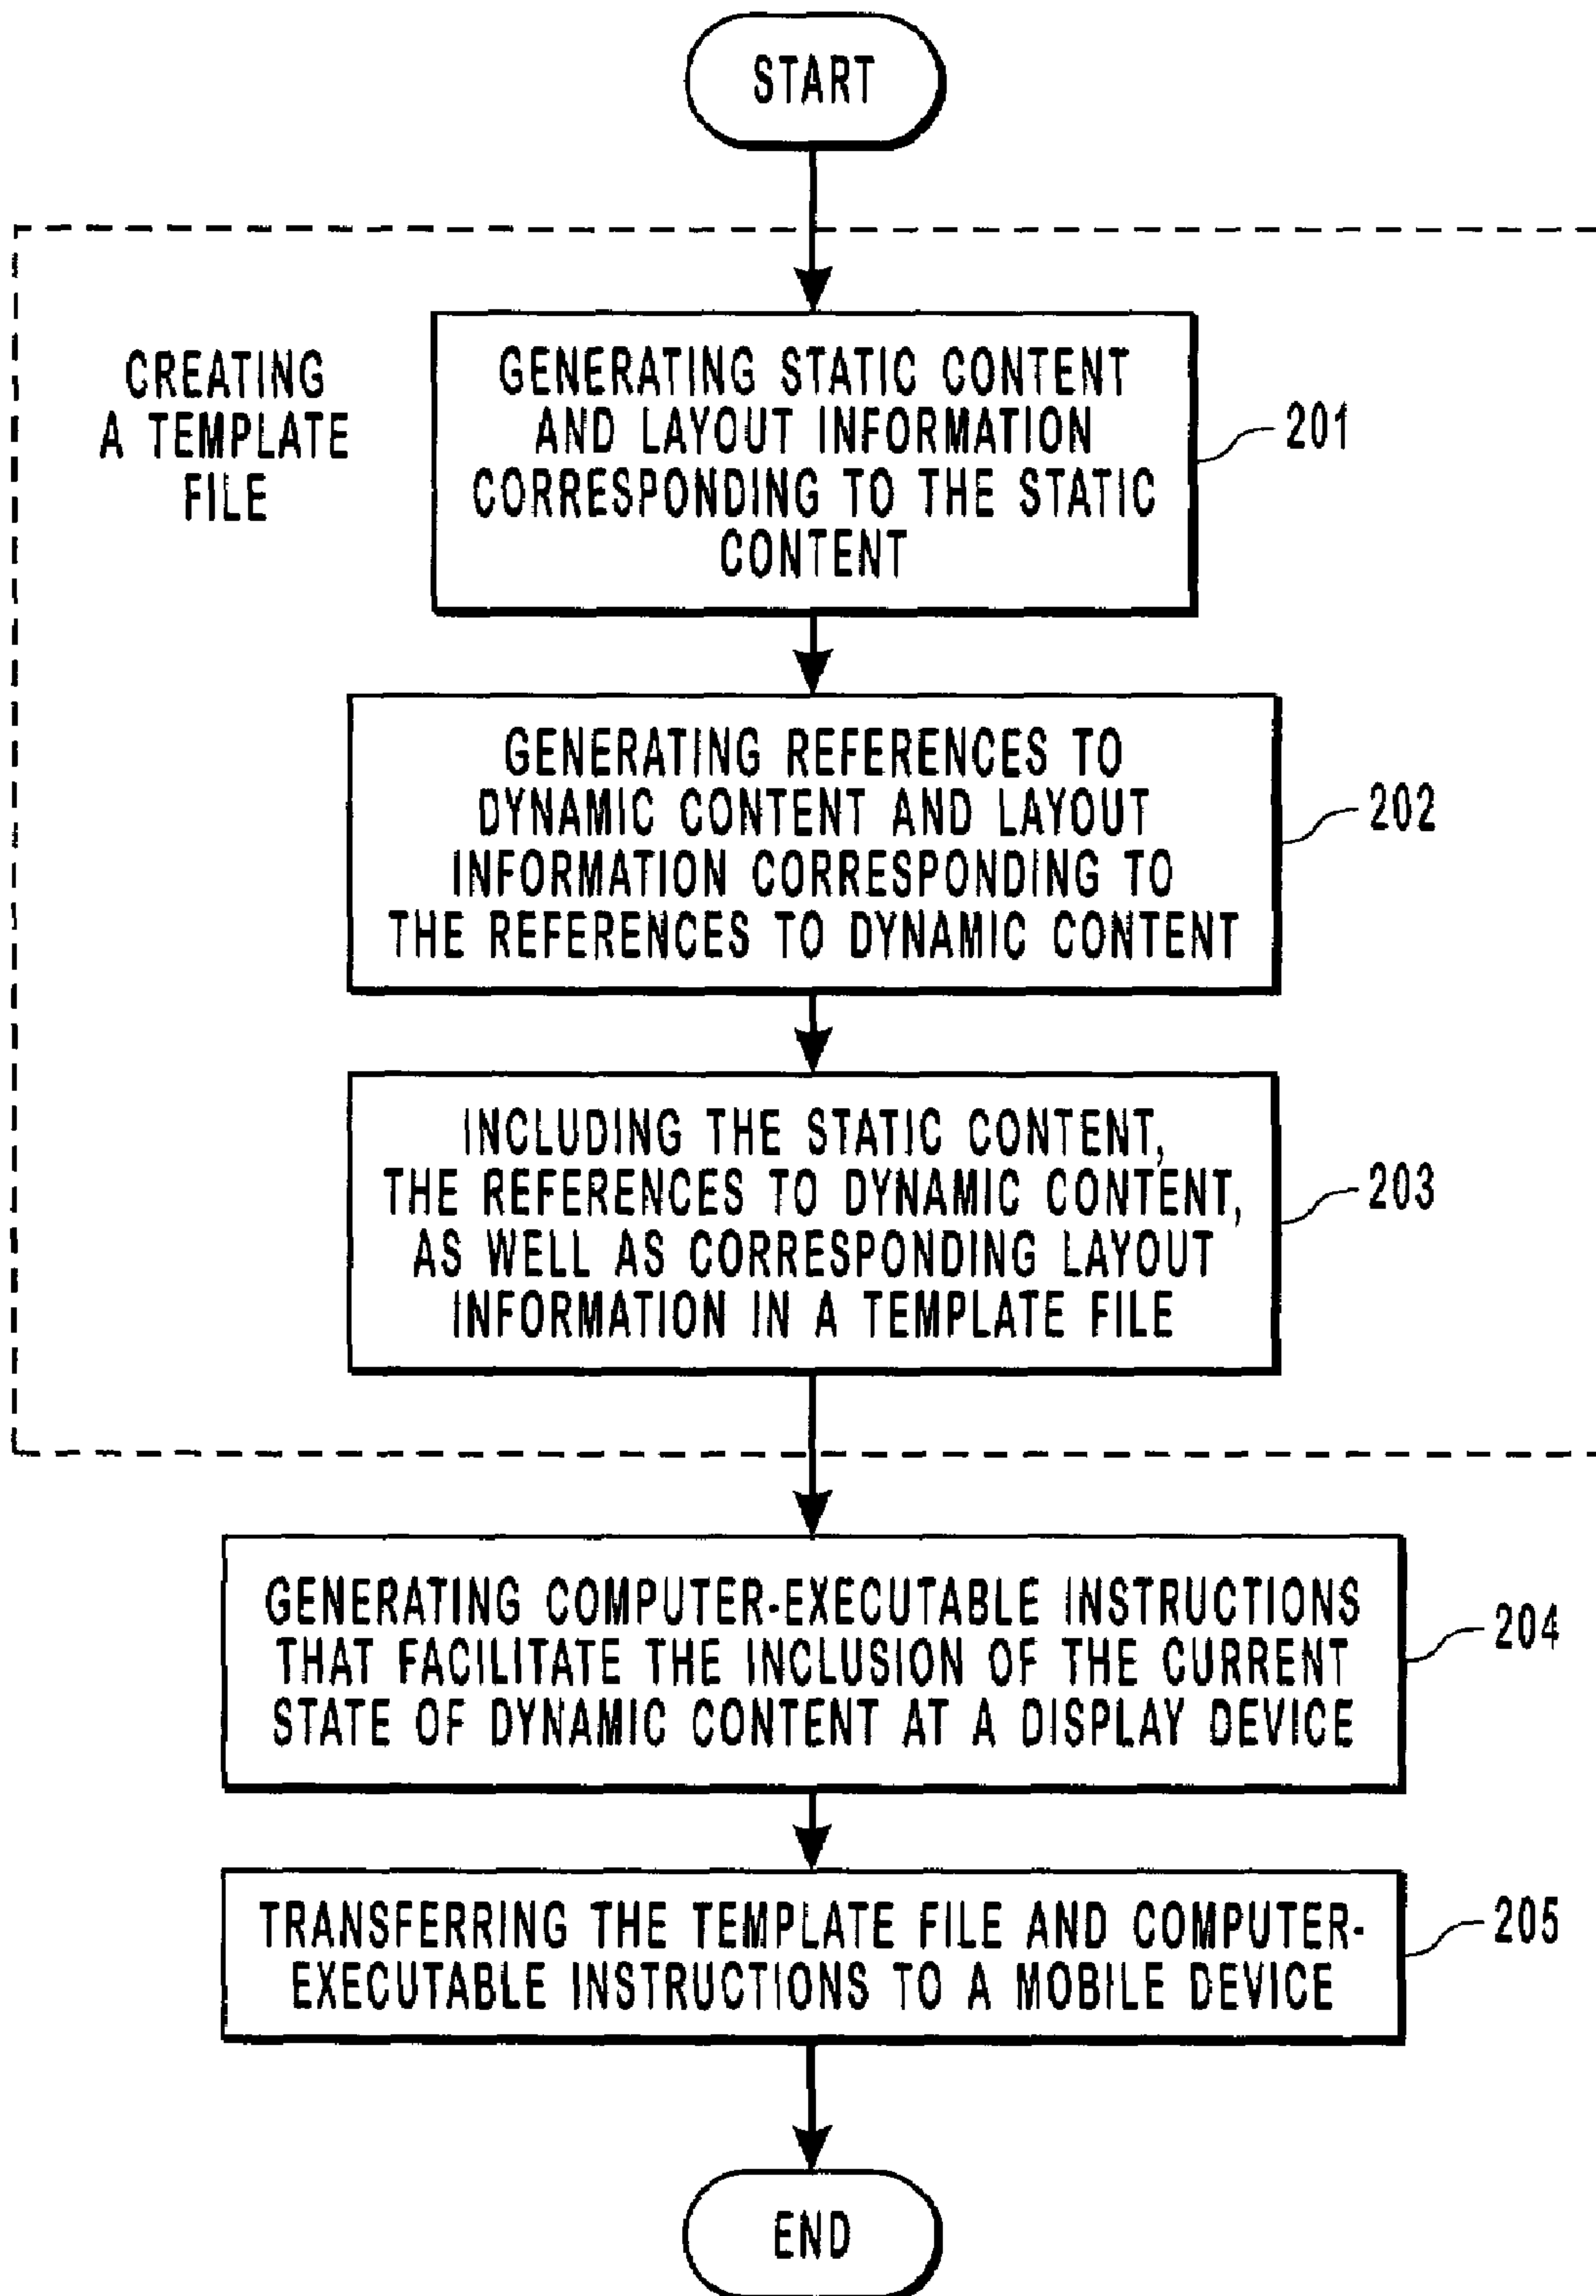 START
CREATING
A TEMPLATE
FILE
GENERATING STATIC CONTENT
AND LAYOUT INFORMATION
CORRESPONDING TO THE STATIC
CONTENT
201
GENERATING REFERENCES TO
DYNAMIC CONTENT AND LAYOUT
INFORMATION CORRESPONDING TO
THE REFERENCES TO DYNAMIC CONTENT
202
INCLUDING THE STATIC CONTENT,
THE REFERENCES TO DYNAMIC CONTENT,
AS WELL AS CORRESPONDING LAYOUT
INFORMATION IN A TEMPLATE FILE
203
GENERATING COMPUTER-EXECUTABLE INSTRUCTIONS
THAT FACILITATE THE INCLUSION OF THE CURRENT
STATE OF DYNAMIC CONTENT AT A DISPLAY DEVICE
204
TRANSFERRING THE TEMPLATE FILE AND COMPUTER-
EXECUTABLE INSTRUCTIONS TO A MOBILE DEVICE
205
END